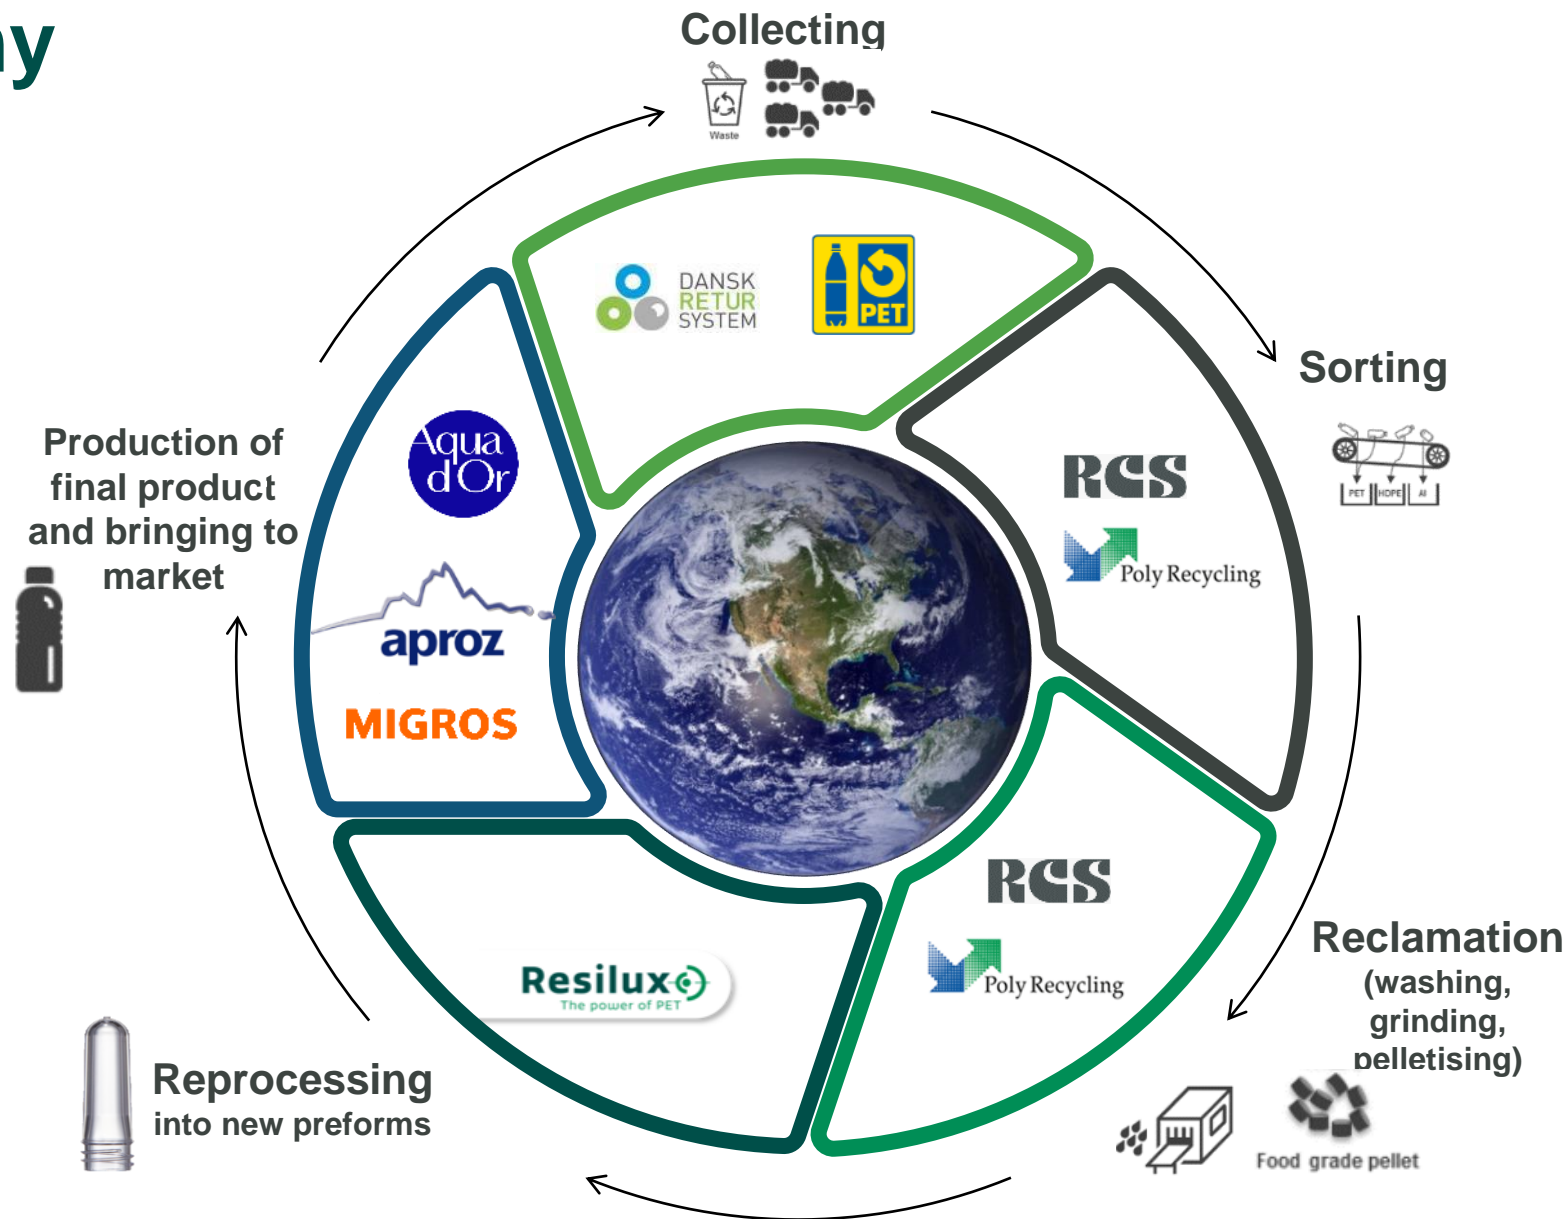 ny
Collecting
Waste
DANSK
RETUR
SYSTEM
PET
Sorting
PET HDPE Al
RCS
Poly Recycling
Aqua
d'Or
aproz
MIGROS
Production of
final product
and bringing to
market
RCS
Poly Recycling
Resilux
The power of PET
Reclamation
(washing,
grinding,
pelletising)
Food grade pellet
Reprocessing
into new preforms